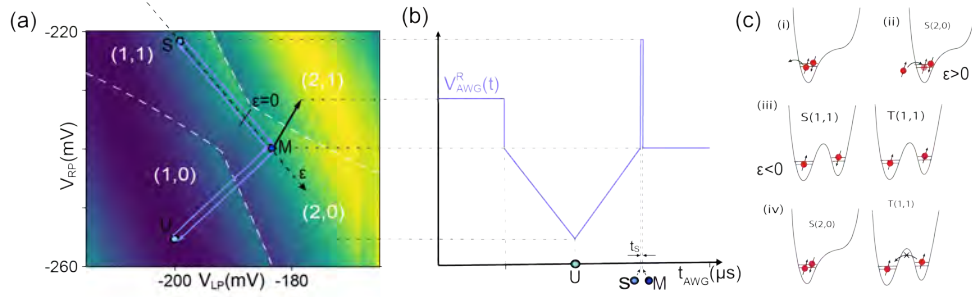 (a)
-220
V_RP(mV)
-260
(1,1)
S
(2,1)
ε=0
M
(1,0)
ε
(2,0)
U
-200 V_LP(mV) -180
(b)
V^R_AWG(t)
t_S
U
S M
t_AWG(μs)
(c)
(i)
(ii)
S(2,0)
ε>0
(iii)
S(1,1)
T(1,1)
ε<0
(iv)
S(2,0)
T(1,1)